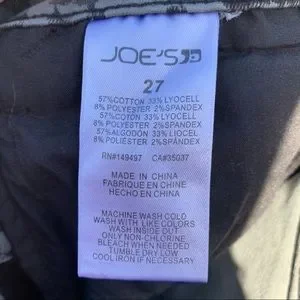 JOE'S
27
57%COTTON 33% LYOCELL
8% POLYESTER 2%SPANDEX
57%COTON 33% LYOCELL
8% POLIESTER 2%SPANDEX
57%ALGODON 33% LIOCEL
8% POLIESTER 2%SPANDEX
RN#149497 CA#35037
MADE IN CHINA
FABRIQUE EN CHINE
HECHO EN CHINA
MACHINE WASH COLD
WASH WITH LIKE COLORS
WASH INSIDE OUT
ONLY NON-CHLORINE
BLEACH WHEN NEEDED
TUMBLE DRY LOW
COOL IRON IF NECESSARY